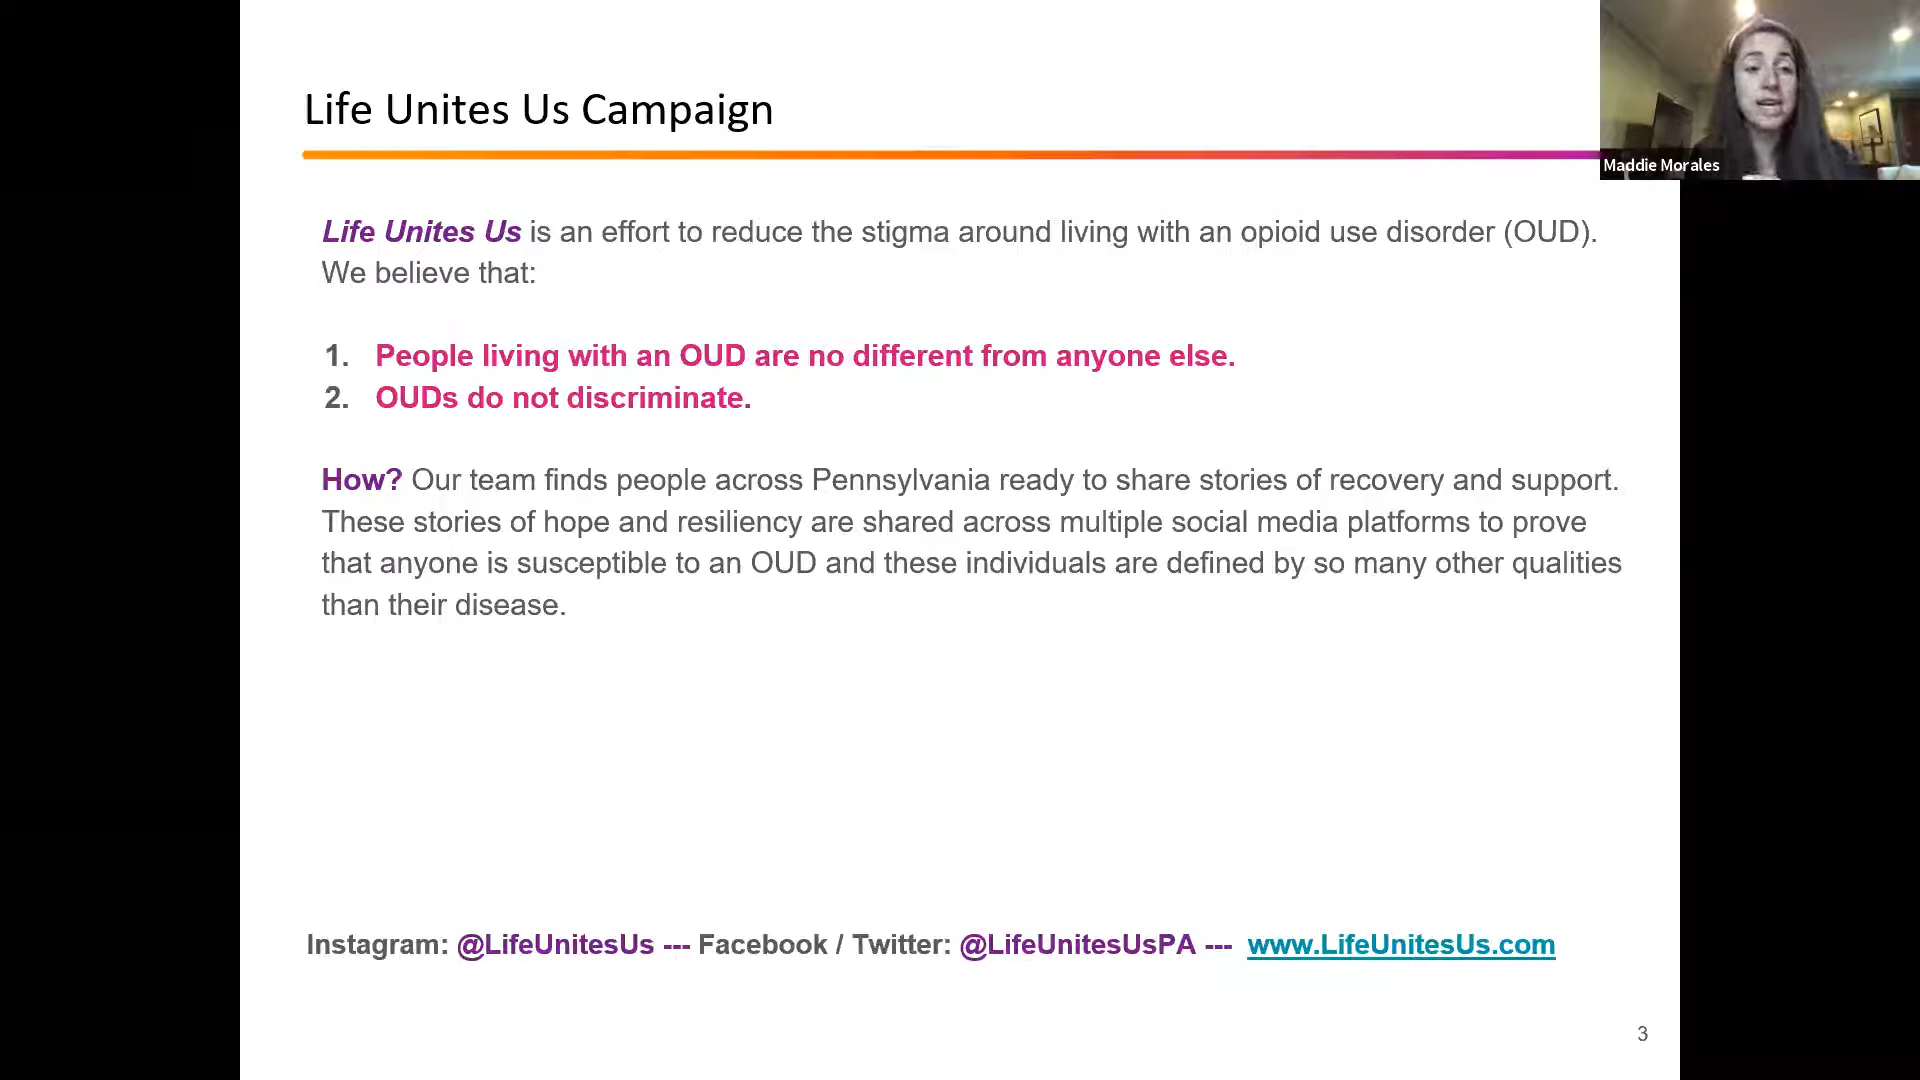 Life Unites Us Campaign
Maddie Morales
Life Unites Us is an effort to reduce the stigma around living with an opioid use disorder (OUD).
We believe that:
1. People living with an OUD are no different from anyone else.
2. OUDs do not discriminate.
How? Our team finds people across Pennsylvania ready to share stories of recovery and support.
These stories of hope and resiliency are shared across multiple social media platforms to prove
that anyone is susceptible to an OUD and these individuals are defined by so many other qualities
than their disease.
Instagram: @LifeUnitesUs --- Facebook / Twitter: @LifeUnitesUsPA --- www.LifeUnitesUs.com
3